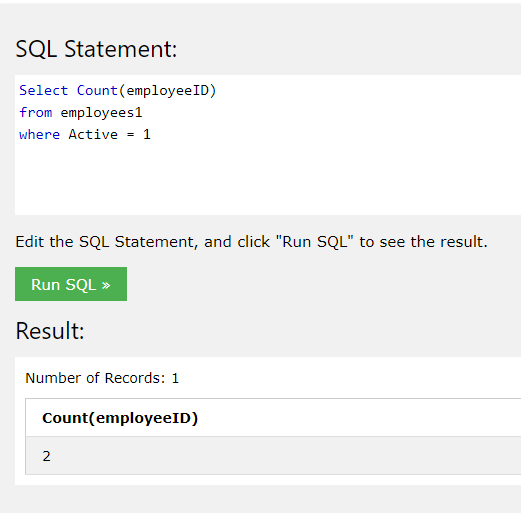 SQL Statement:
Select Count(employeeID)
from employees1
where Active = 1
Edit the SQL Statement, and click "Run SQL" to see the result.
Run SQL »
Result:
Number of Records: 1
Count(employeeID)
2